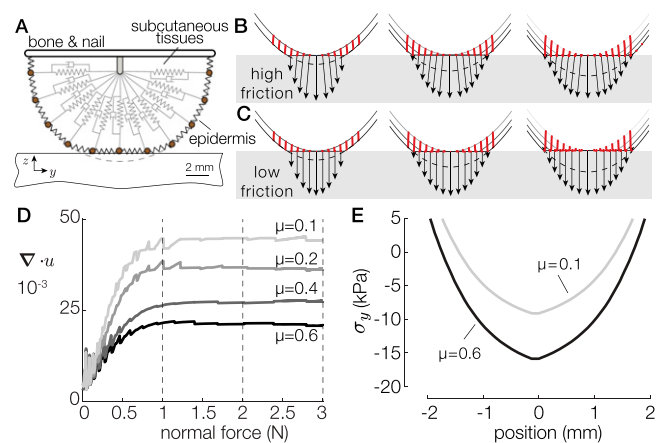 A
bone & nail
subcutaneous
tissues
epidermis
z
y
2 mm
B
high
friction
C
low
friction
D
50
25
0
∇ ·u
10⁻³
μ=0.1
μ=0.2
μ=0.4
μ=0.6
0 0.5 1 1.5 2 2.5 3
normal force (N)
E
5
0
-5
-10
-15
-20
σy (kPa)
μ=0.1
μ=0.6
-2 -1 0 1 2
position (mm)